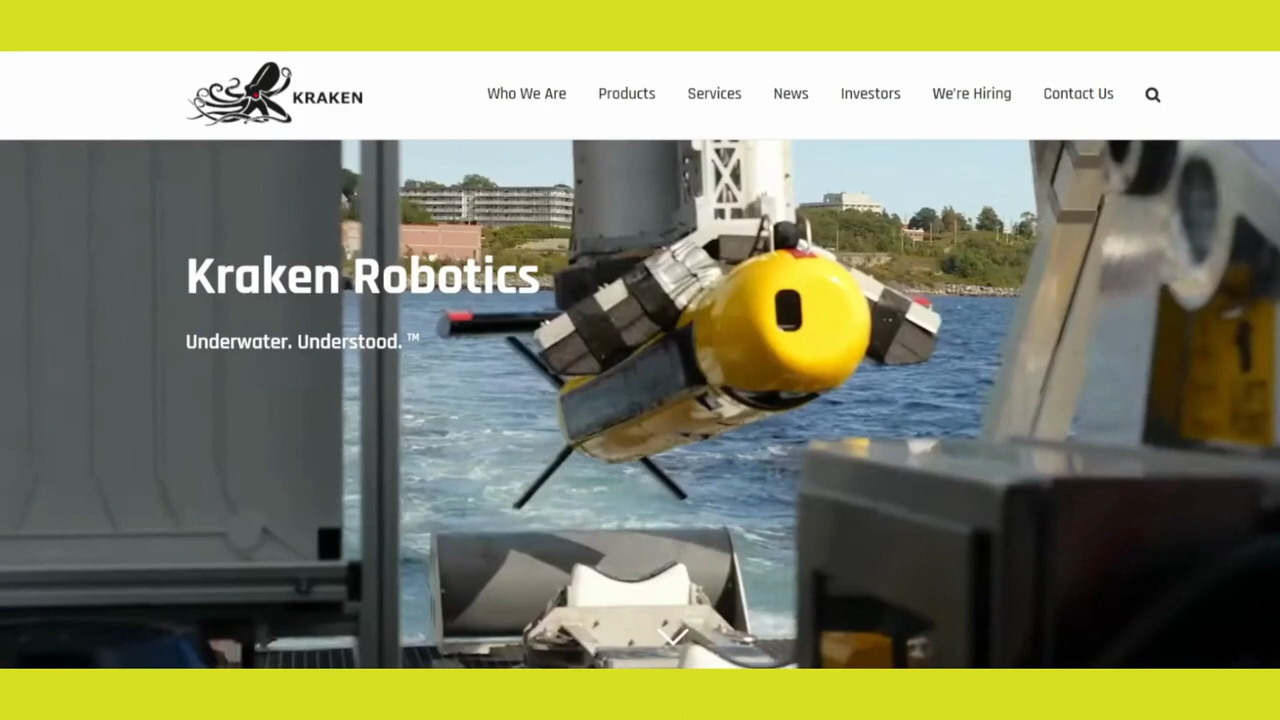 KRAKEN
Who We Are Products Services News Investors We're Hiring Contact Us
Kraken Robotics
Underwater. Understood. ™